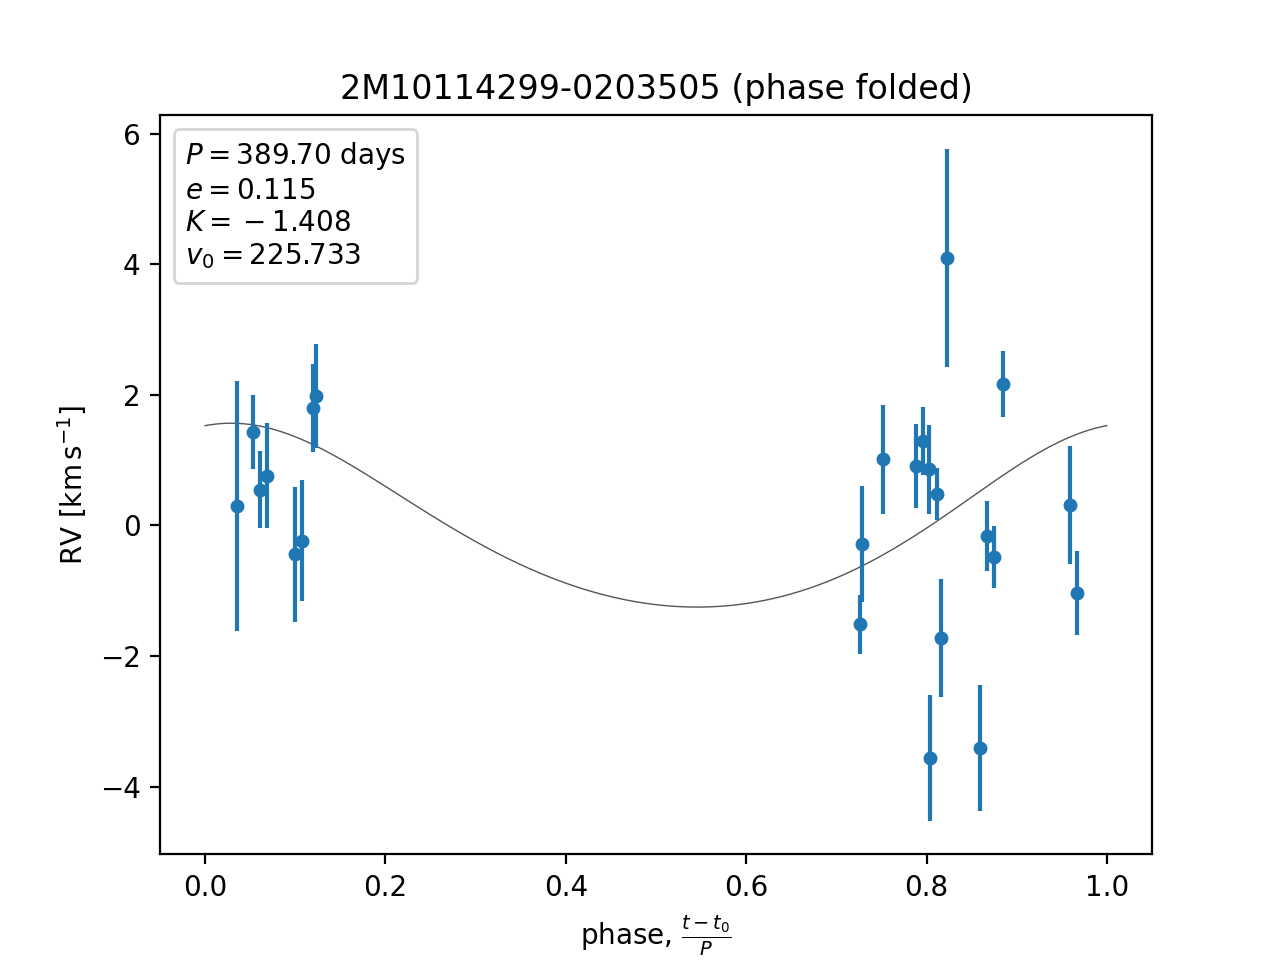 2M10114299-0203505 (phase folded)
P = 389.70 days
e = 0.115
K = −1.408
v₀ = 225.733
6
4
2
0
−2
−4
RV [km s⁻¹]
0.0 0.2 0.4 0.6 0.8 1.0
phase, (t − t₀)/P